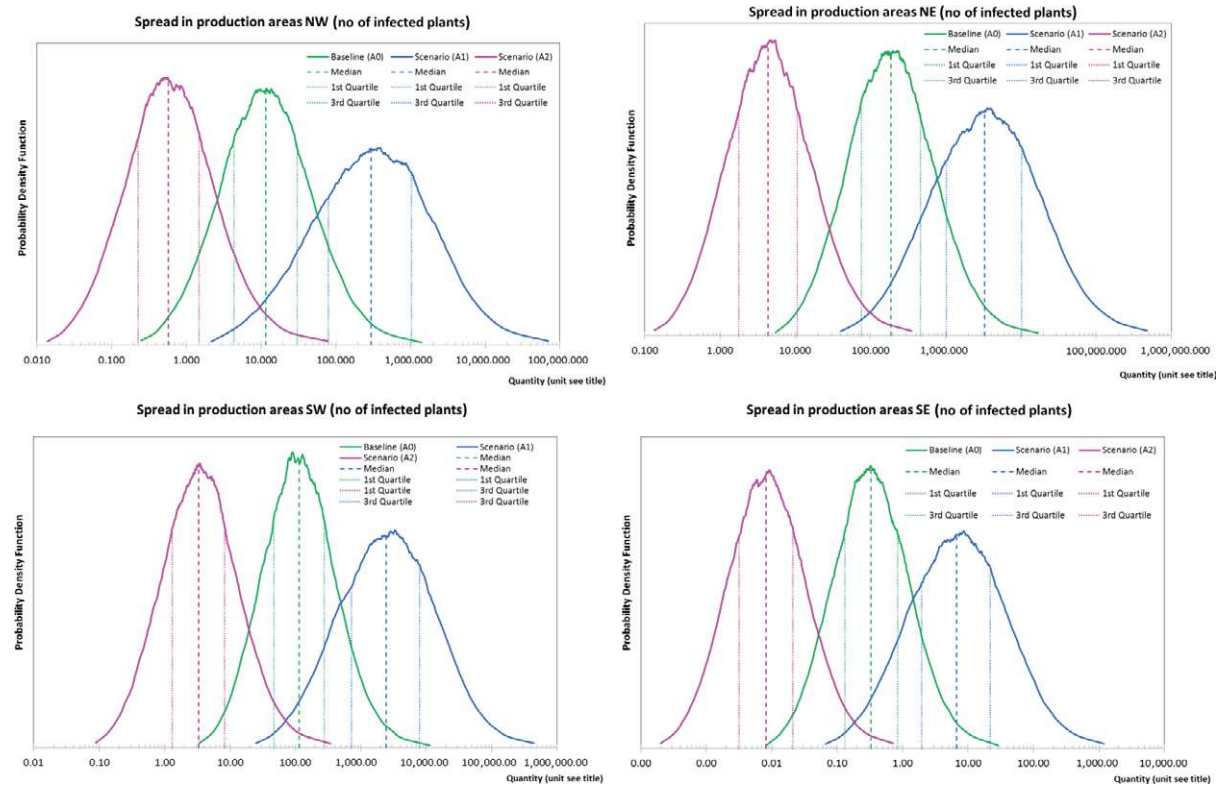 Spread in production areas NW (no of infected plants)
Baseline (A0) Scenario (A1) Scenario (A2)
Median Median Median
1st Quartile 1st Quartile 1st Quartile
3rd Quartile 3rd Quartile 3rd Quartile
Probability Density Function
0.010 0.100 1.000 10.000 100.000 1,000.000 10,000.000 100,000.000
Quantity (unit see title)
Spread in production areas NE (no of infected plants)
Baseline (A0) Scenario (A1) Scenario (A2)
Median Median Median
1st Quartile 1st Quartile 1st Quartile
3rd Quartile 3rd Quartile 3rd Quartile
Probability Density Function
0.100 1.000 10.000 100.000 1,000.000 100,000.000 1,000,000.000
Quantity (unit see title)
Spread in production areas SW (no of infected plants)
Baseline (A0) Scenario (A1)
Scenario (A2) Median
Median Median
1st Quartile 1st Quartile
1st Quartile 3rd Quartile
3rd Quartile 3rd Quartile
Probability Density Function
0.01 0.10 1.00 10.00 100.00 1,000.00 10,000.00 100,000.00 1,000,000.00
Quantity (unit see title)
Spread in production areas SE (no of infected plants)
Baseline (A0) Scenario (A1) Scenario (A2)
Median Median Median
1st Quartile 1st Quartile 1st Quartile
3rd Quartile 3rd Quartile 3rd Quartile
Probability Density Function
0.00 0.00 0.01 0.10 1.00 10.00 100.00 1,000.00 10,000.00
Quantity (unit see title)